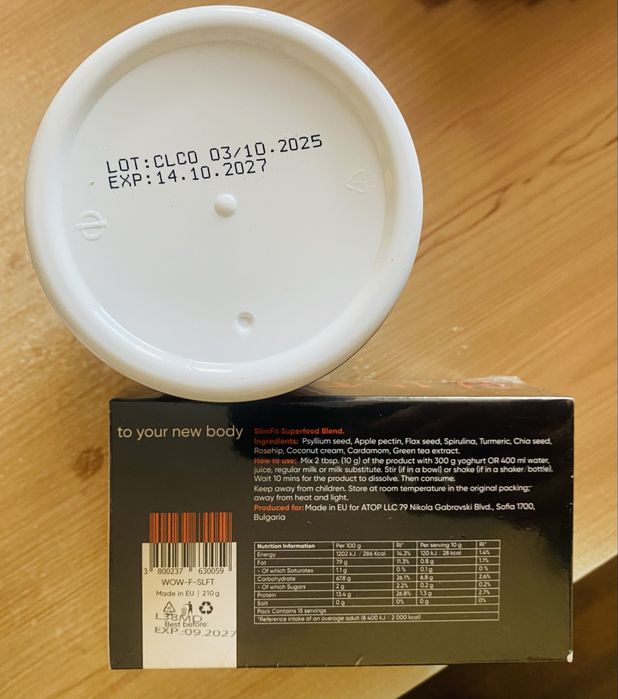 LOT:CLCO 03/10.2025
EXP:14.10.2027
to your new body
SlimFit Superfood Blend.
Ingredients: Psyllium seed, Apple pectin, Flax seed, Spirulina, Turmeric, Chia seed,
Rosehip, Coconut cream, Cardamom, Green tea extract.
How to use: Mix 2 tbsp. (10 g) of the product with 300 g yoghurt OR 400 ml water,
juice, regular milk or milk substitute. Stir (if in a bowl) or shake (if in a shaker/bottle).
Wait 10 mins for the product to dissolve. Then consume.
Keep away from children. Store at room temperature in the original packing;
away from heat and light.
Produced for: Made in EU for ATOP LLC 79 Nikola Gabrovski Blvd., Sofia 1700,
Bulgaria
3 800237 630059
WOW-F-SLFT
Made in EU | 210 g
L38MD
Best before:
EXP:09.2027
Nutrition Information Per 100 g RI* Per serving 10 g RI*
Energy 1202 kJ / 286 Kcal 14.3% 120 kJ / 28 kcal 1.4%
Fat 7.9 g 11.3% 0.8 g 1.1%
- Of which Saturates 1.1 g 0 % 0.1 g 0 %
Carbohydrate 67.8 g 26.1% 6.8 g 2.6%
- Of which Sugars 2 g 2.2% 0.2 g 0.2%
Protein 13.4 g 26.8% 1.3 g 2.7%
Salt 0 g 0% 0 g 0%
Pack Contains 15 servings
*Reference intake of an average adult (8 400 kJ / 2 000 kcal)